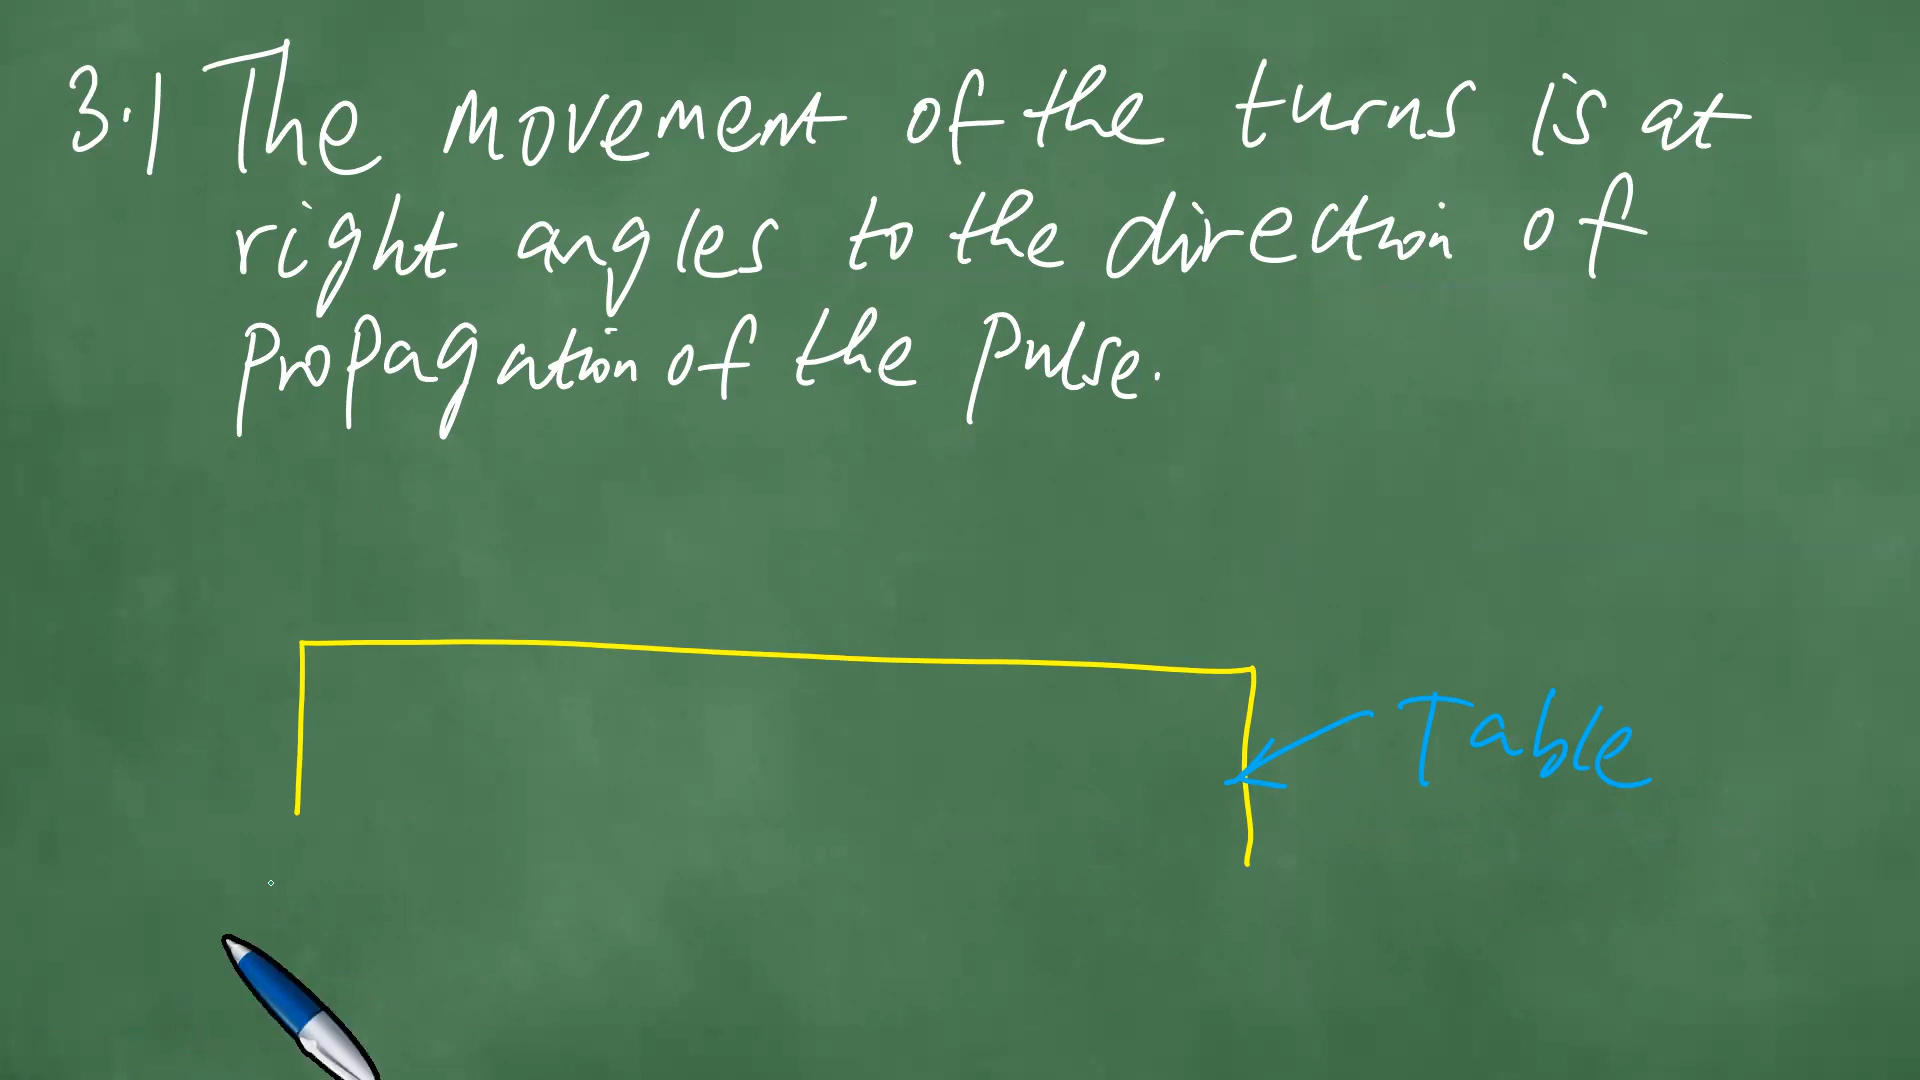 3.1 The movement of the turns is at
right angles to the direction of
propagation of the pulse.
Table